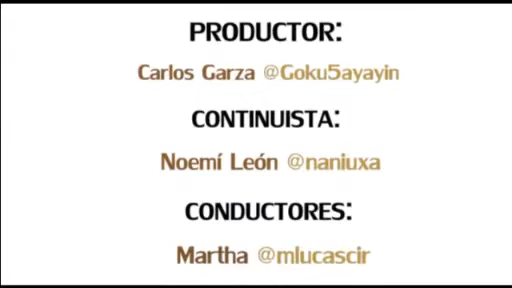 PRODUCTOR:
Carlos Garza @Goku5ayayin
CONTINUISTA:
Noemí León @naniuxa
CONDUCTORES:
Martha @mlucascir